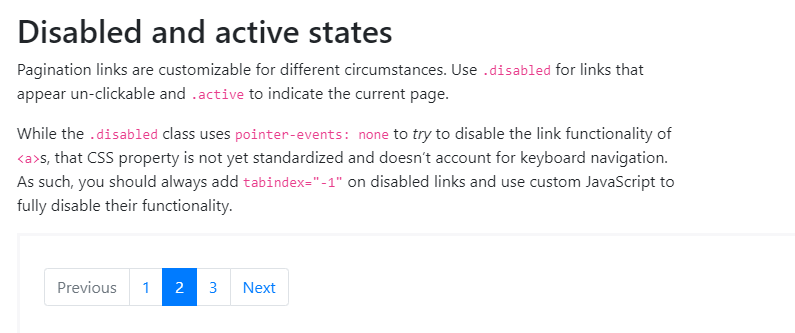 Disabled and active states
Pagination links are customizable for different circumstances. Use .disabled for links that
appear un-clickable and .active to indicate the current page.
While the .disabled class uses pointer-events: none to try to disable the link functionality of
<a>s, that CSS property is not yet standardized and doesn’t account for keyboard navigation.
As such, you should always add tabindex="-1" on disabled links and use custom JavaScript to
fully disable their functionality.
Previous 1 2 3 Next